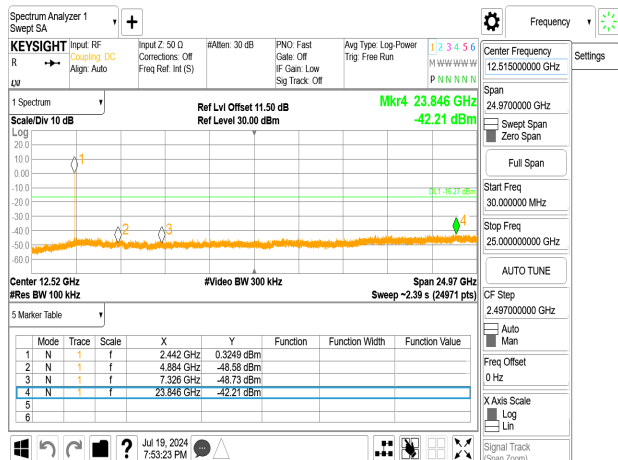 Spectrum Analyzer 1
Swept SA
Frequency
KEYSIGHT
R
Input: RF
Coupling: DC
Align: Auto
Input Z: 50 Ω
Corrections: Off
Freq Ref: Int (S)
#Atten: 30 dB
PNO: Fast
Gate: Off
IF Gain: Low
Sig Track: Off
Avg Type: Log-Power
Trig: Free Run
1 2 3 4 5 6
M W W W W W
P N N N N N
LXI
1 Spectrum
Scale/Div 10 dB
Ref Lvl Offset 11.50 dB
Ref Level 30.00 dBm
Mkr4 23.846 GHz
-42.21 dBm
Log
20.0
10.0
0.00
-10.0
-20.0
-30.0
-40.0
-50.0
-60.0
1
2
3
4
DL1 -16.27 dBm
Center 12.52 GHz
#Video BW 300 kHz
Span 24.97 GHz
#Res BW 100 kHz
Sweep ~2.39 s (24971 pts)
5 Marker Table
Mode Trace Scale X Y Function Function Width Function Value
1 N 1 f 2.442 GHz 0.3249 dBm
2 N 1 f 4.884 GHz -48.58 dBm
3 N 1 f 7.326 GHz -48.73 dBm
4 N 1 f 23.846 GHz -42.21 dBm
5
6
?
Jul 19, 2024
7:53:23 PM
Center Frequency
12.515000000 GHz
Settings
Span
24.9700000 GHz
Swept Span
Zero Span
Full Span
Start Freq
30.000000 MHz
Stop Freq
25.000000000 GHz
AUTO TUNE
CF Step
2.497000000 GHz
Auto
Man
Freq Offset
0 Hz
X Axis Scale
Log
Lin
Signal Track
(Span Zoom)